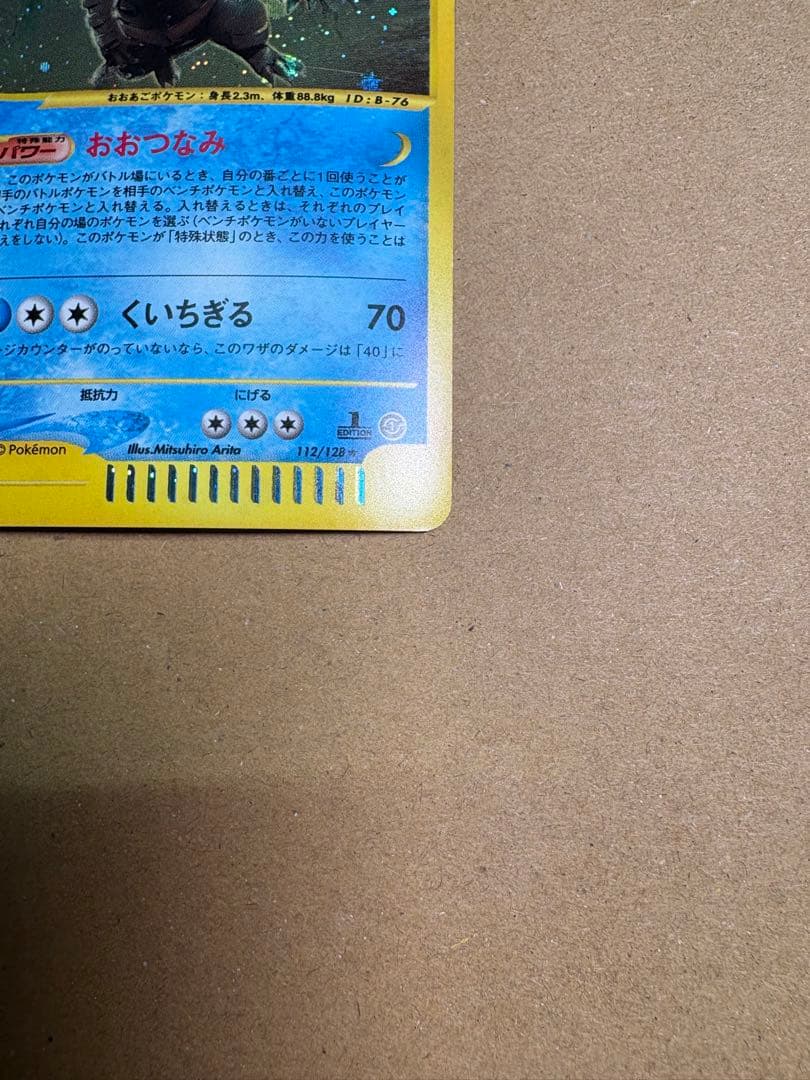 おおあごポケモン：身長2.3m、体重88.8kg ID：B-76
特殊能力
パワー おおつなみ
このポケモンがバトル場にいるとき、自分の番ごとに1回使うことが
手のバトルポケモンを相手のベンチポケモンと入れ替え、このポケモン
ベンチポケモンと入れ替える。入れ替えるときは、それぞれのプレイ
れぞれ自分の場のポケモンを選ぶ（ベンチポケモンがいないプレイヤー
えをしない）。このポケモンが「特殊状態」のとき、この力を使うことは
くいちぎる 70
ジカウンターがのっていないなら、このワザのダメージは「40」に
抵抗力 にげる
1 EDITION
© Pokémon Illus.Mitsuhiro Arita 112/128 ★